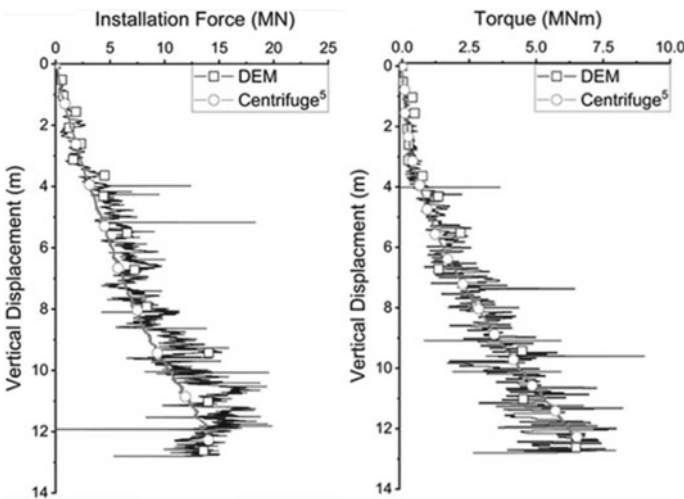 Installation Force (MN)
0 5 10 15 20 25
0
2
4
6
8
10
12
14
Vertical Displacement (m)
DEM
Centrifuge⁵
Torque (MNm)
0.0 2.5 5.0 7.5 10.0
0
2
4
6
8
10
12
14
Vertical Displacment (m)
DEM
Centrifuge⁵